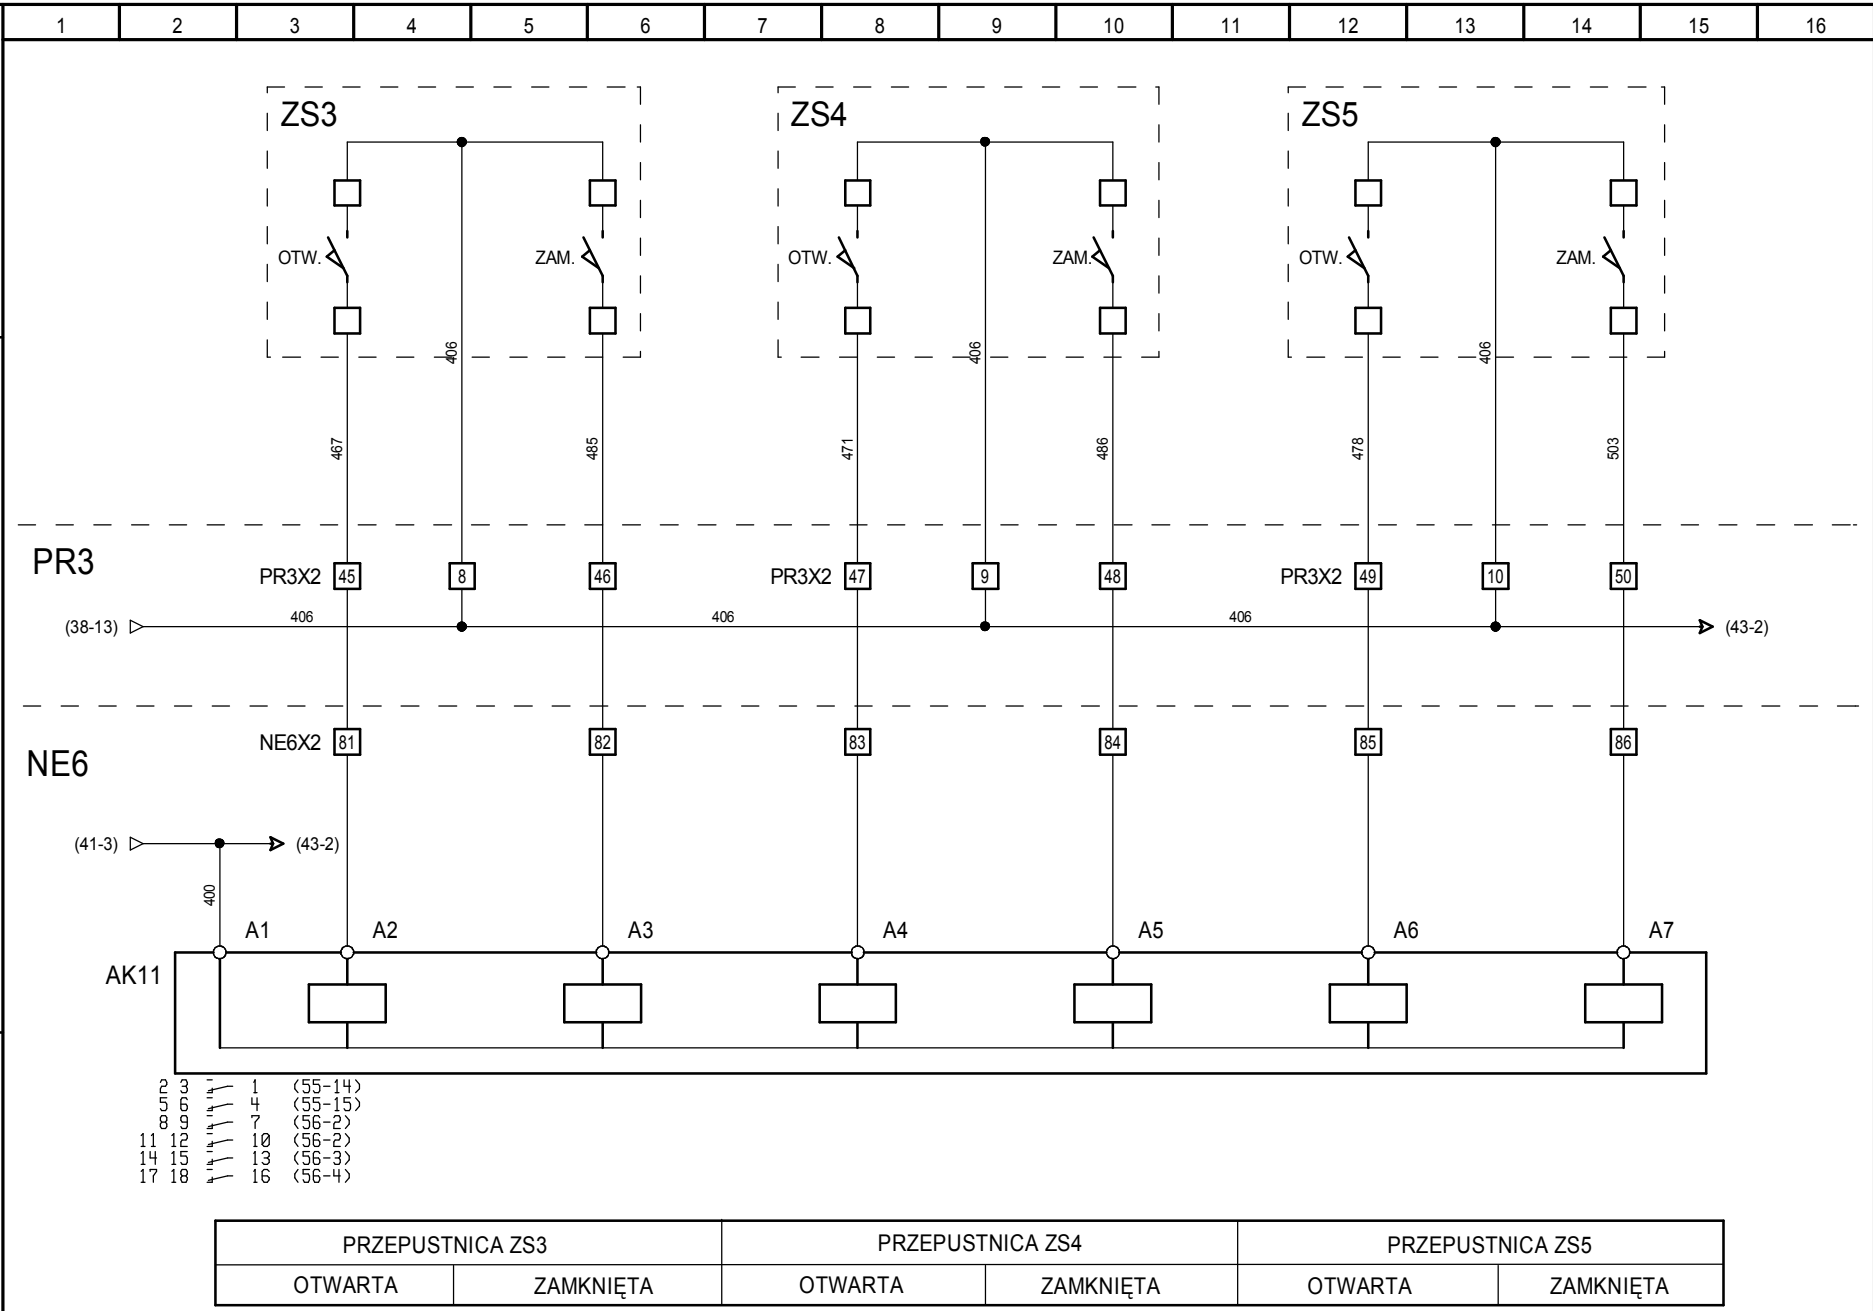 1 2 3 4 5 6 7 8 9 10 11 12 13 14 15 16
ZS3 ZS4 ZS5
OTW. ZAM. OTW. ZAM. OTW. ZAM.
406 406 406
467 485 471 486 478 503
PR3
PR3X2 45 8 46 PR3X2 47 9 48 PR3X2 49 10 50
(38-13) 406 406 406 (43-2)
NE6
NE6X2 81 82 83 84 85 86
(41-3) (43-2)
400
A1 A2 A3 A4 A5 A6 A7
AK11
2 3 1 (55-14)
5 6 4 (55-15)
8 9 7 (56-2)
11 12 10 (56-2)
14 15 13 (56-3)
17 18 16 (56-4)
PRZEPUSTNICA ZS3 PRZEPUSTNICA ZS4 PRZEPUSTNICA ZS5
OTWARTA ZAMKNIĘTA OTWARTA ZAMKNIĘTA OTWARTA ZAMKNIĘTA